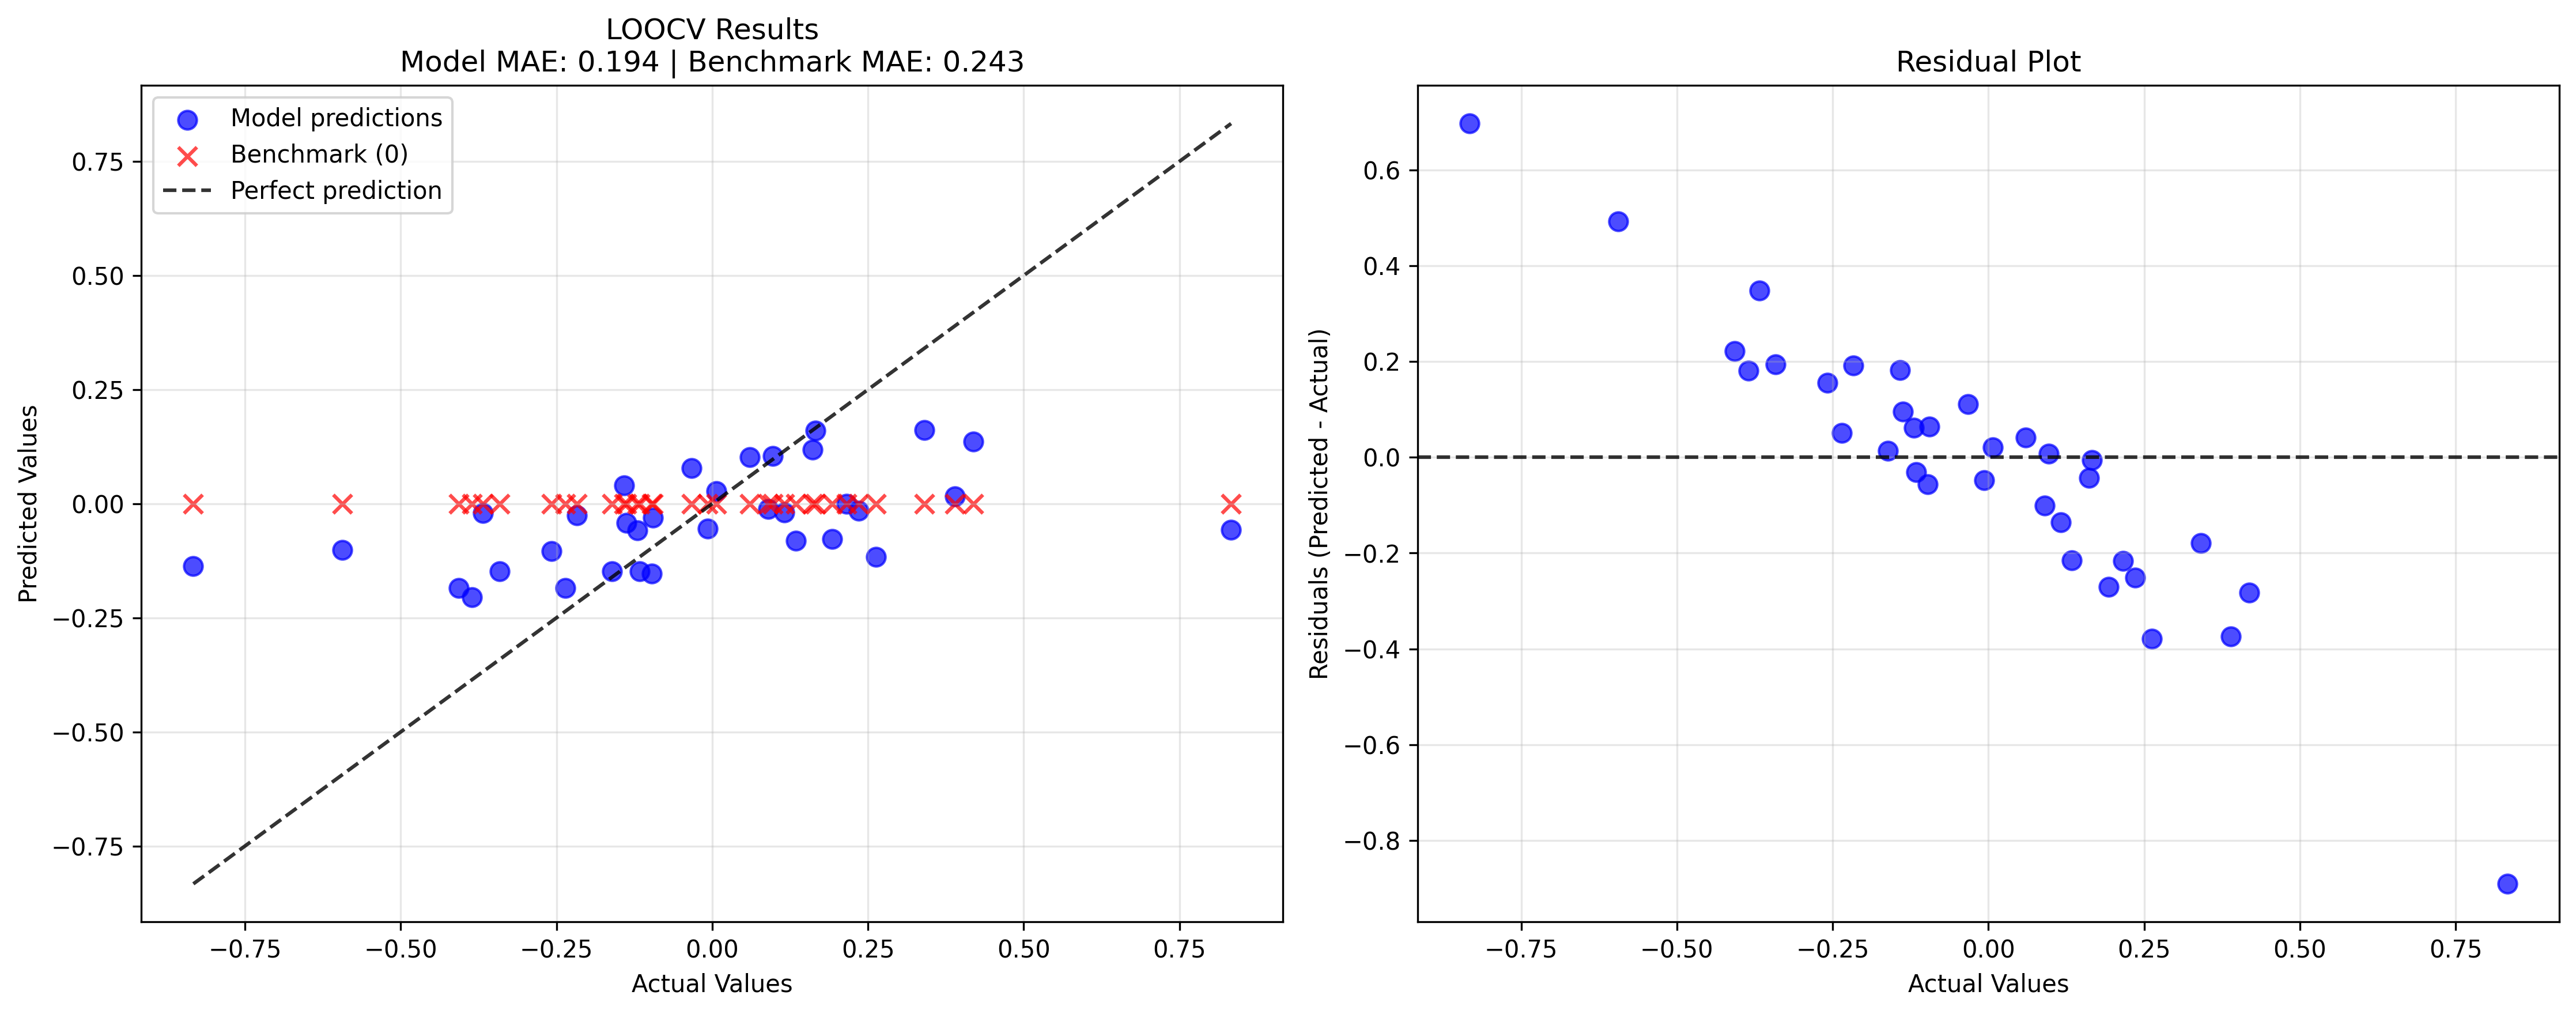 LOOCV Results
Model MAE: 0.194 | Benchmark MAE: 0.243
Model predictions
Benchmark (0)
Perfect prediction
Predicted Values
0.75
0.50
0.25
0.00
−0.25
−0.50
−0.75
−0.75 −0.50 −0.25 0.00 0.25 0.50 0.75
Actual Values
Residual Plot
Residuals (Predicted - Actual)
0.6
0.4
0.2
0.0
−0.2
−0.4
−0.6
−0.8
−0.75 −0.50 −0.25 0.00 0.25 0.50 0.75
Actual Values